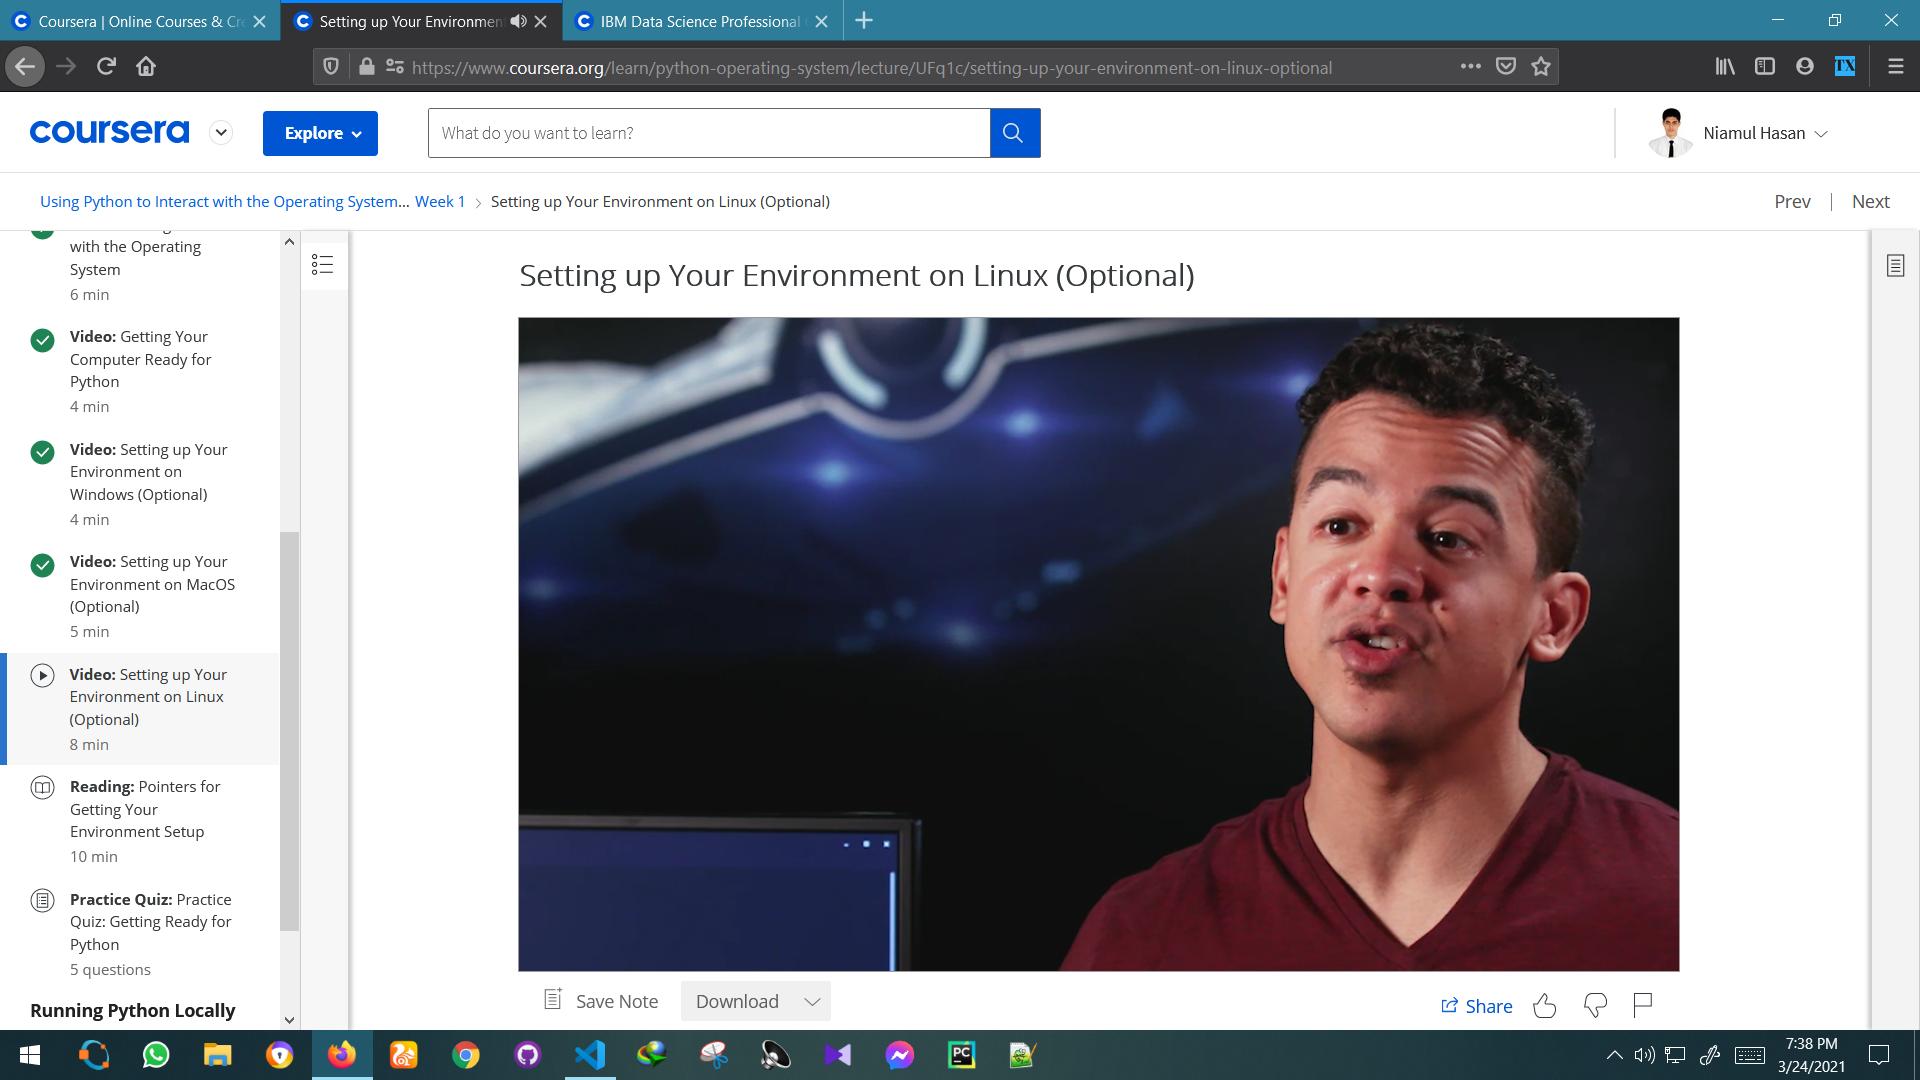 Coursera | Online Courses & Cre
Setting up Your Environment
IBM Data Science Professional
https://www.coursera.org/learn/python-operating-system/lecture/UFq1c/setting-up-your-environment-on-linux-optional
TX
coursera
Explore
What do you want to learn?
Niamul Hasan
Using Python to Interact with the Operating System... Week 1 > Setting up Your Environment on Linux (Optional)
Prev | Next
with the Operating
System
6 min
Video: Getting Your
Computer Ready for
Python
4 min
Video: Setting up Your
Environment on
Windows (Optional)
4 min
Video: Setting up Your
Environment on MacOS
(Optional)
5 min
Video: Setting up Your
Environment on Linux
(Optional)
8 min
Reading: Pointers for
Getting Your
Environment Setup
10 min
Practice Quiz: Practice
Quiz: Getting Ready for
Python
5 questions
Running Python Locally
Setting up Your Environment on Linux (Optional)
Save Note
Download
Share
PC
7:38 PM
3/24/2021